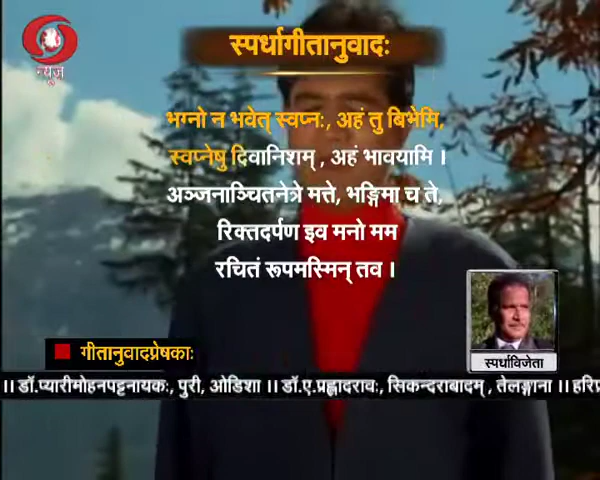 न्यूज़
स्पर्धागीतानुवादः
भग्नो न भवेत् स्वप्नः, अहं तु बिभेमि,
स्वप्नेषु दिवानिशम् , अहं भावयामि ।
अञ्जनाञ्चितनेत्रे मत्ते, भङ्गिमा च ते,
रिक्तदर्पण इव मनो मम
रचितं रूपमस्मिन् तव ।
स्पर्धाविजेता
गीतानुवादप्रेषकाः
।। डॉ.प्यारीमोहनपट्टनायकः, पुरी, ओडिशा ।। डॉ.ए.प्रह्लादरावः, सिकन्दराबादम् , तेलङ्गाना ।। हरिप्र